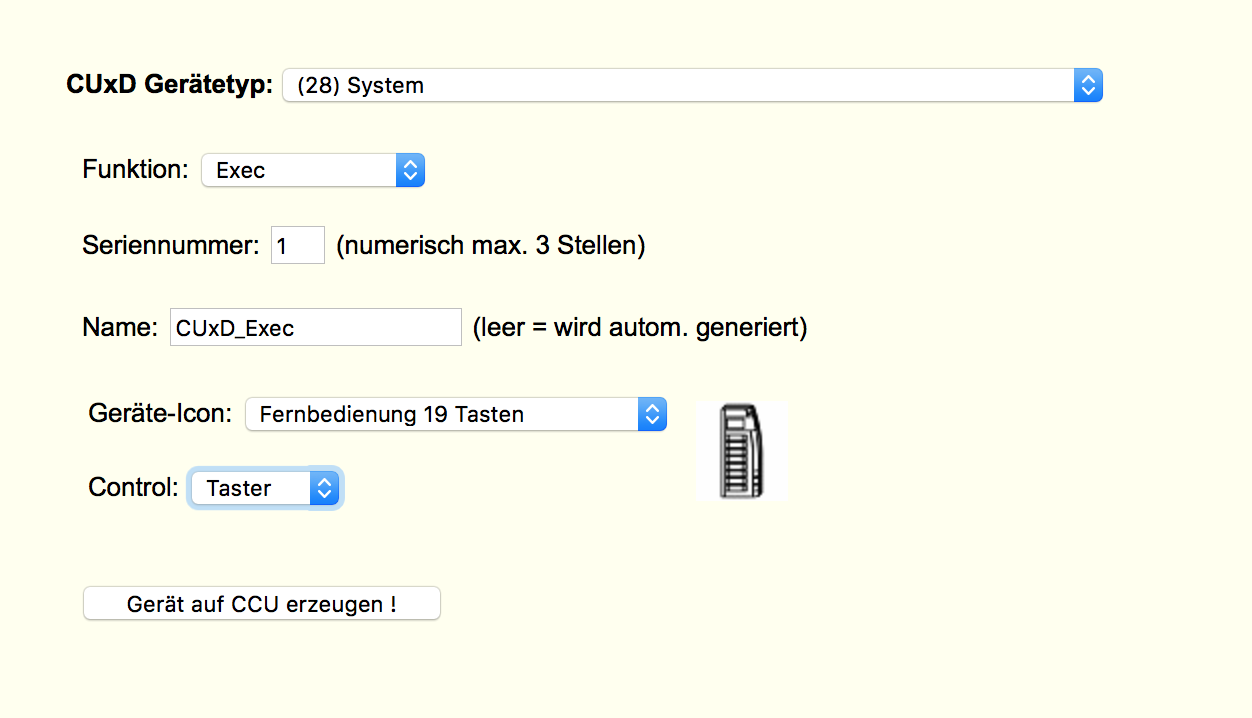 CUxD Gerätetyp: (28) System
Funktion: Exec
Seriennummer: 1 (numerisch max. 3 Stellen)
Name: CUxD_Exec (leer = wird autom. generiert)
Geräte-Icon: Fernbedienung 19 Tasten
Control: Taster
Gerät auf CCU erzeugen !